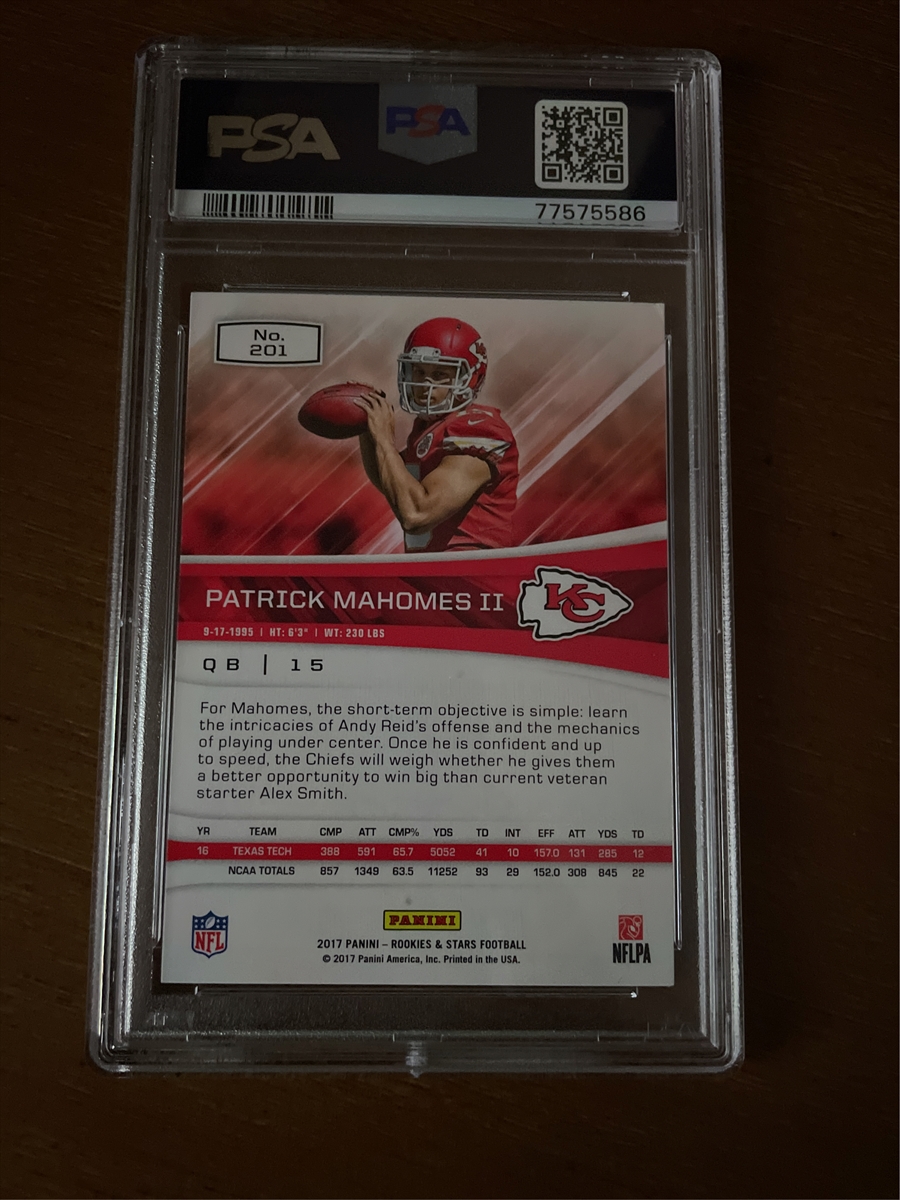 PSA PSA
77575586
No.
201
PATRICK MAHOMES II
KC
9-17-1995 | HT: 6'3" | WT: 230 LBS
QB | 15
For Mahomes, the short-term objective is simple: learn
the intricacies of Andy Reid's offense and the mechanics
of playing under center. Once he is confident and up
to speed, the Chiefs will weigh whether he gives them
a better opportunity to win big than current veteran
starter Alex Smith.
YR TEAM CMP ATT CMP% YDS TD INT EFF ATT YDS TD
16 TEXAS TECH 388 591 65.7 5052 41 10 157.0 131 285 12
NCAA TOTALS 857 1349 63.5 11252 93 29 152.0 308 845 22
NFL
PANINI
2017 PANINI – ROOKIES & STARS FOOTBALL
© 2017 Panini America, Inc. Printed in the USA.
NFLPA